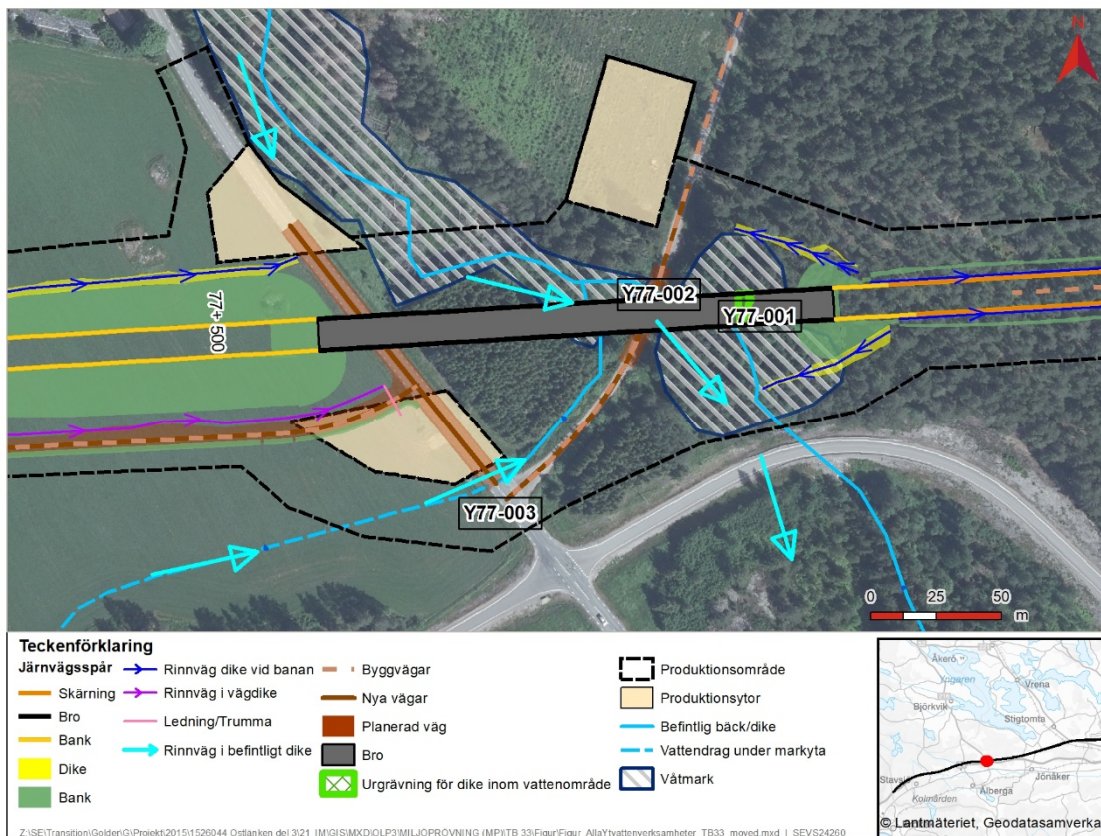 N
77+ 500
Y77-002
Y77-001
Y77-003
0 25 50
m
Teckenförklaring
Järnvägsspår
Skärning
Bro
Bank
Dike
Bank
Rinnväg dike vid banan
Rinnväg i vägdike
Ledning/Trumma
Rinnväg i befintligt dike
Byggvägar
Nya vägar
Planerad väg
Bro
Urgrävning för dike inom vattenområde
Produktionsområde
Produktionsytor
Befintlig bäck/dike
Vattendrag under markyta
Våtmark
Åkerö
Yngaren
Vrena
Björkvik
Stigtomta
Stavsjö
Jönåker
Kolmården
Ålberga
© Lantmäteriet, Geodatasamverka